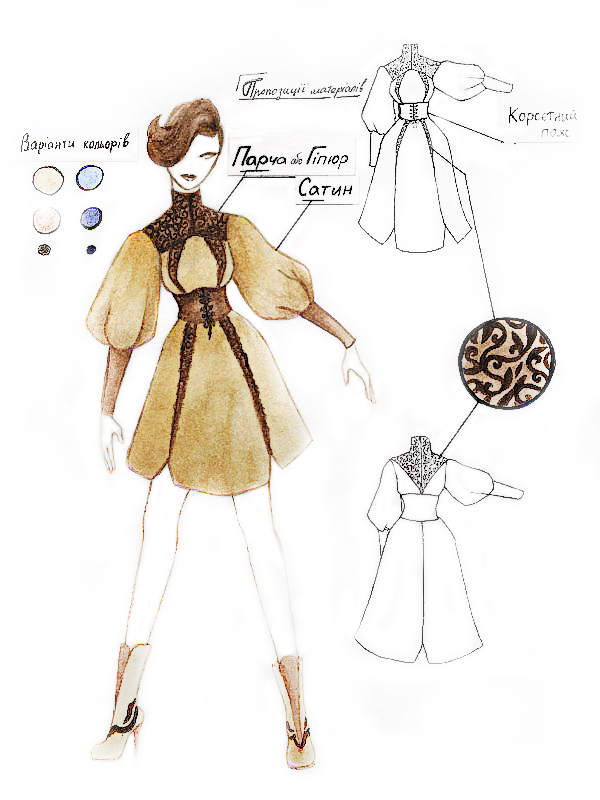 Пропозиції матеріалів
Корсетний
пояс
Варіанти кольорів
Парча або Гіпюр
Сатин